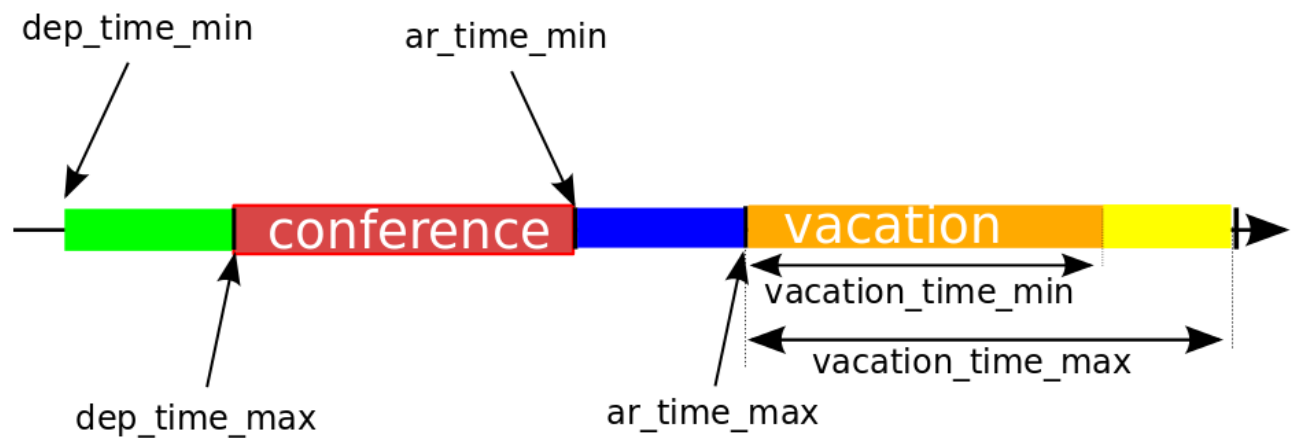 dep_time_min
ar_time_min
conference
vacation
vacation_time_min
vacation_time_max
dep_time_max
ar_time_max